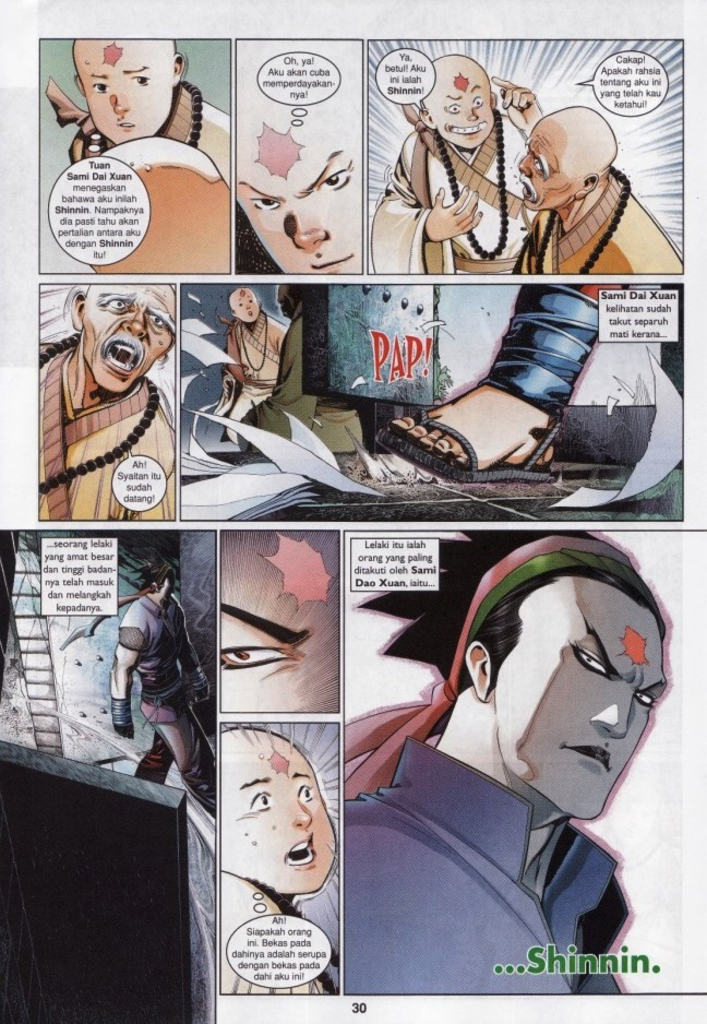 Tuan
Sami Dai Xuan
menegaskan
bahawa aku inilah
Shinnin. Nampaknya
dia pasti tahu akan
pertalian antara aku
dengan Shinnin
itu!
Oh, ya!
Aku akan cuba
memperdayakan-
nya!
Ya,
betul! Aku
ini ialah
Shinnin!
Cakap!
Apakah rahsia
tentang aku ini
yang telah kau
ketahui!
Ah!
Syaitan itu
sudah
datang!
PAP!
Sami Dai Xuan
kelihatan sudah
takut separuh
mati kerana...
...seorang lelaki
yang amat besar
dan tinggi badan-
nya telah masuk
dan melangkah
kepadanya.
Ah!
Siapakah orang
ini. Bekas pada
dahinya adalah serupa
dengan bekas pada
dahi aku ini!
Lelaki itu ialah
orang yang paling
ditakuti oleh Sami
Dao Xuan, iaitu...
...Shinnin.
30